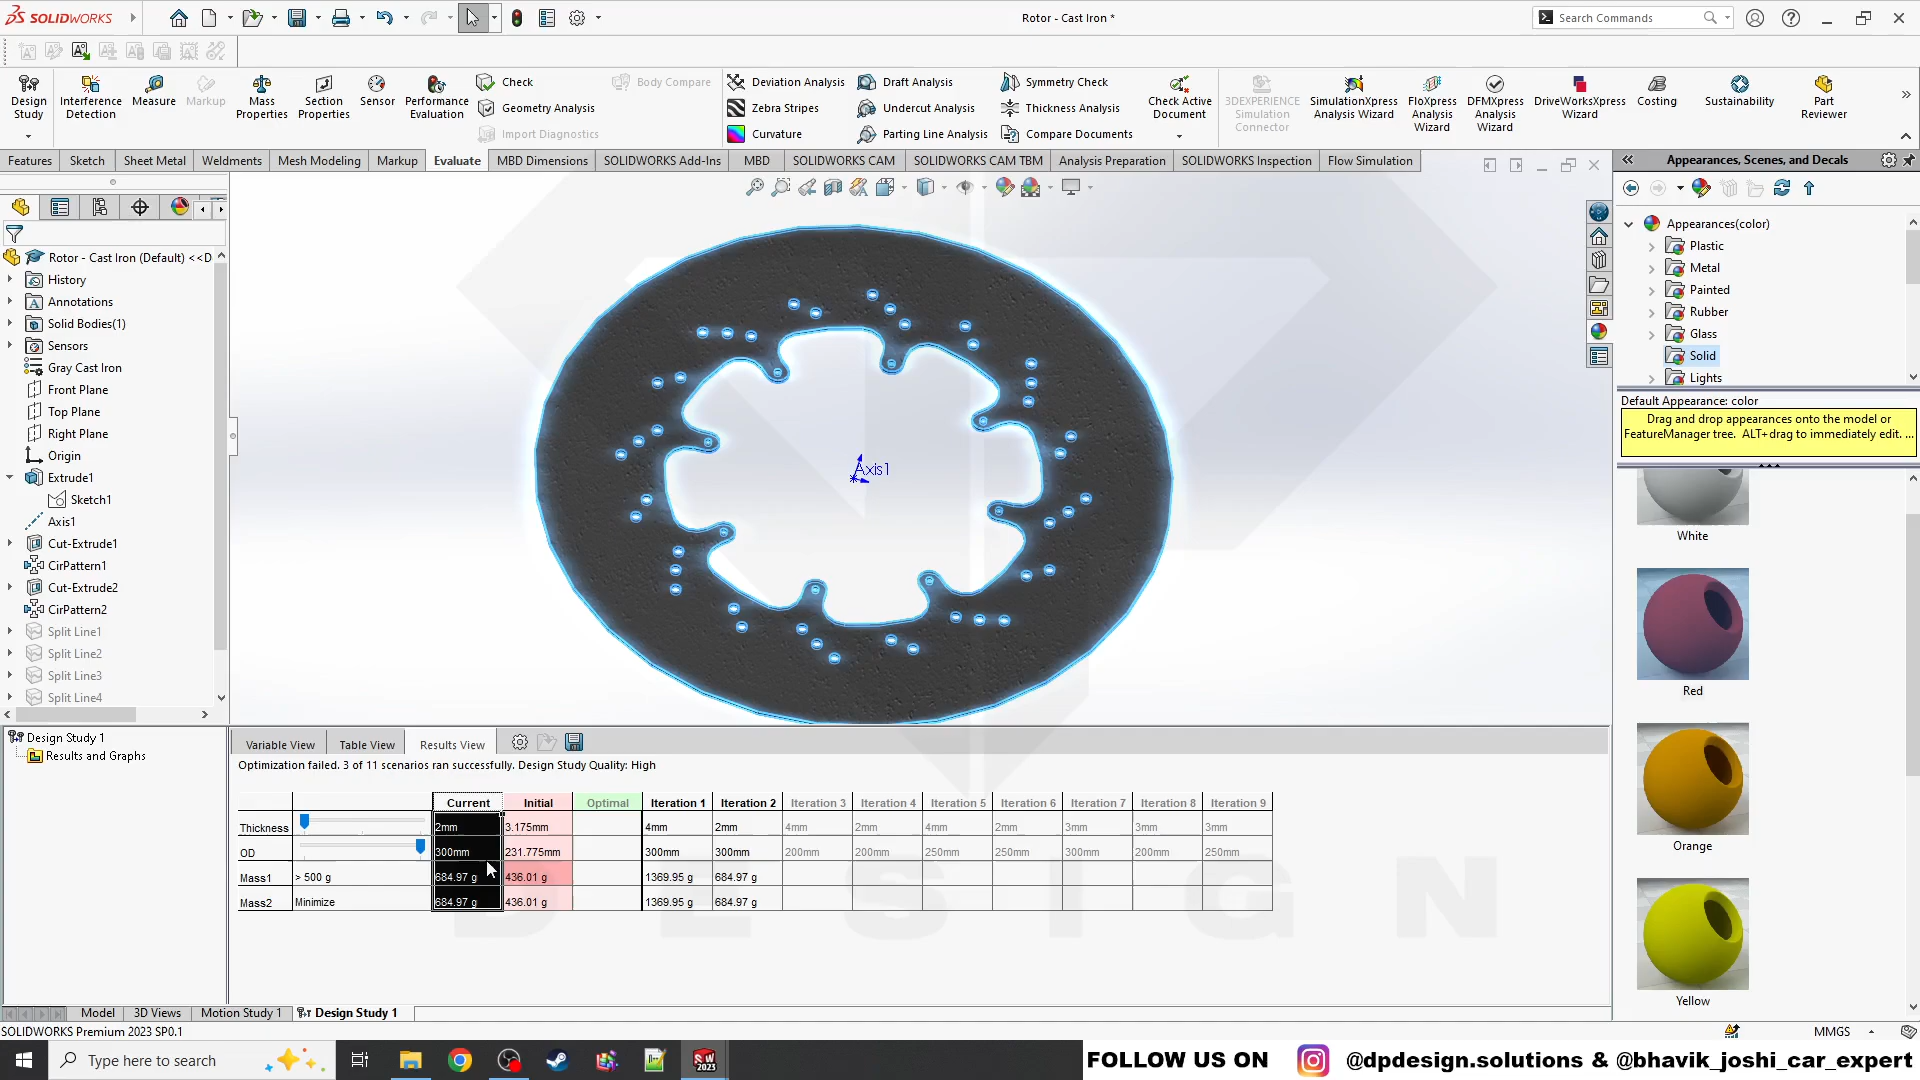 SOLIDWORKS
Rotor - Cast Iron *
Search Commands
Design Study
Interference Detection
Measure
Markup
Mass Properties
Section Properties
Sensor
Performance Evaluation
Check
Geometry Analysis
Import Diagnostics
Body Compare
Deviation Analysis
Zebra Stripes
Curvature
Draft Analysis
Undercut Analysis
Parting Line Analysis
Symmetry Check
Thickness Analysis
Compare Documents
Check Active Document
3DEXPERIENCE Simulation Connector
SimulationXpress Analysis Wizard
FloXpress Analysis Wizard
DFMXpress Analysis Wizard
DriveWorksXpress Wizard
Costing
Sustainability
Part Reviewer
Features
Sketch
Sheet Metal
Weldments
Mesh Modeling
Markup
Evaluate
MBD Dimensions
SOLIDWORKS Add-Ins
MBD
SOLIDWORKS CAM
SOLIDWORKS CAM TBM
Analysis Preparation
SOLIDWORKS Inspection
Flow Simulation
Rotor - Cast Iron (Default) <<D
History
Annotations
Solid Bodies(1)
Sensors
Gray Cast Iron
Front Plane
Top Plane
Right Plane
Origin
Extrude1
Sketch1
Axis1
Cut-Extrude1
CirPattern1
Cut-Extrude2
CirPattern2
Split Line1
Split Line2
Split Line3
Split Line4
Axis1
Appearances, Scenes, and Decals
Appearances(color)
Plastic
Metal
Painted
Rubber
Glass
Solid
Lights
Default Appearance: color
Drag and drop appearances onto the model or
FeatureManager tree. ALT+drag to immediately edit. ...
White
Red
Orange
Yellow
Design Study 1
Results and Graphs
Variable View
Table View
Results View
Optimization failed. 3 of 11 scenarios ran successfully. Design Study Quality: High
Current Initial Optimal Iteration 1 Iteration 2 Iteration 3 Iteration 4 Iteration 5 Iteration 6 Iteration 7 Iteration 8 Iteration 9
Thickness 2mm 3.175mm 4mm 2mm 4mm 2mm 4mm 2mm 3mm 3mm 3mm
OD 300mm 231.775mm 300mm 300mm 200mm 200mm 250mm 250mm 300mm 200mm 250mm
Mass1 > 500 g 684.97 g 436.01 g 1369.95 g 684.97 g
Mass2 Minimize 684.97 g 436.01 g 1369.95 g 684.97 g
DESIGN
Model
3D Views
Motion Study 1
Design Study 1
SOLIDWORKS Premium 2023 SP0.1
MMGS
Type here to search
SW 2023
FOLLOW US ON @dpdesign.solutions & @bhavik_joshi_car_expert